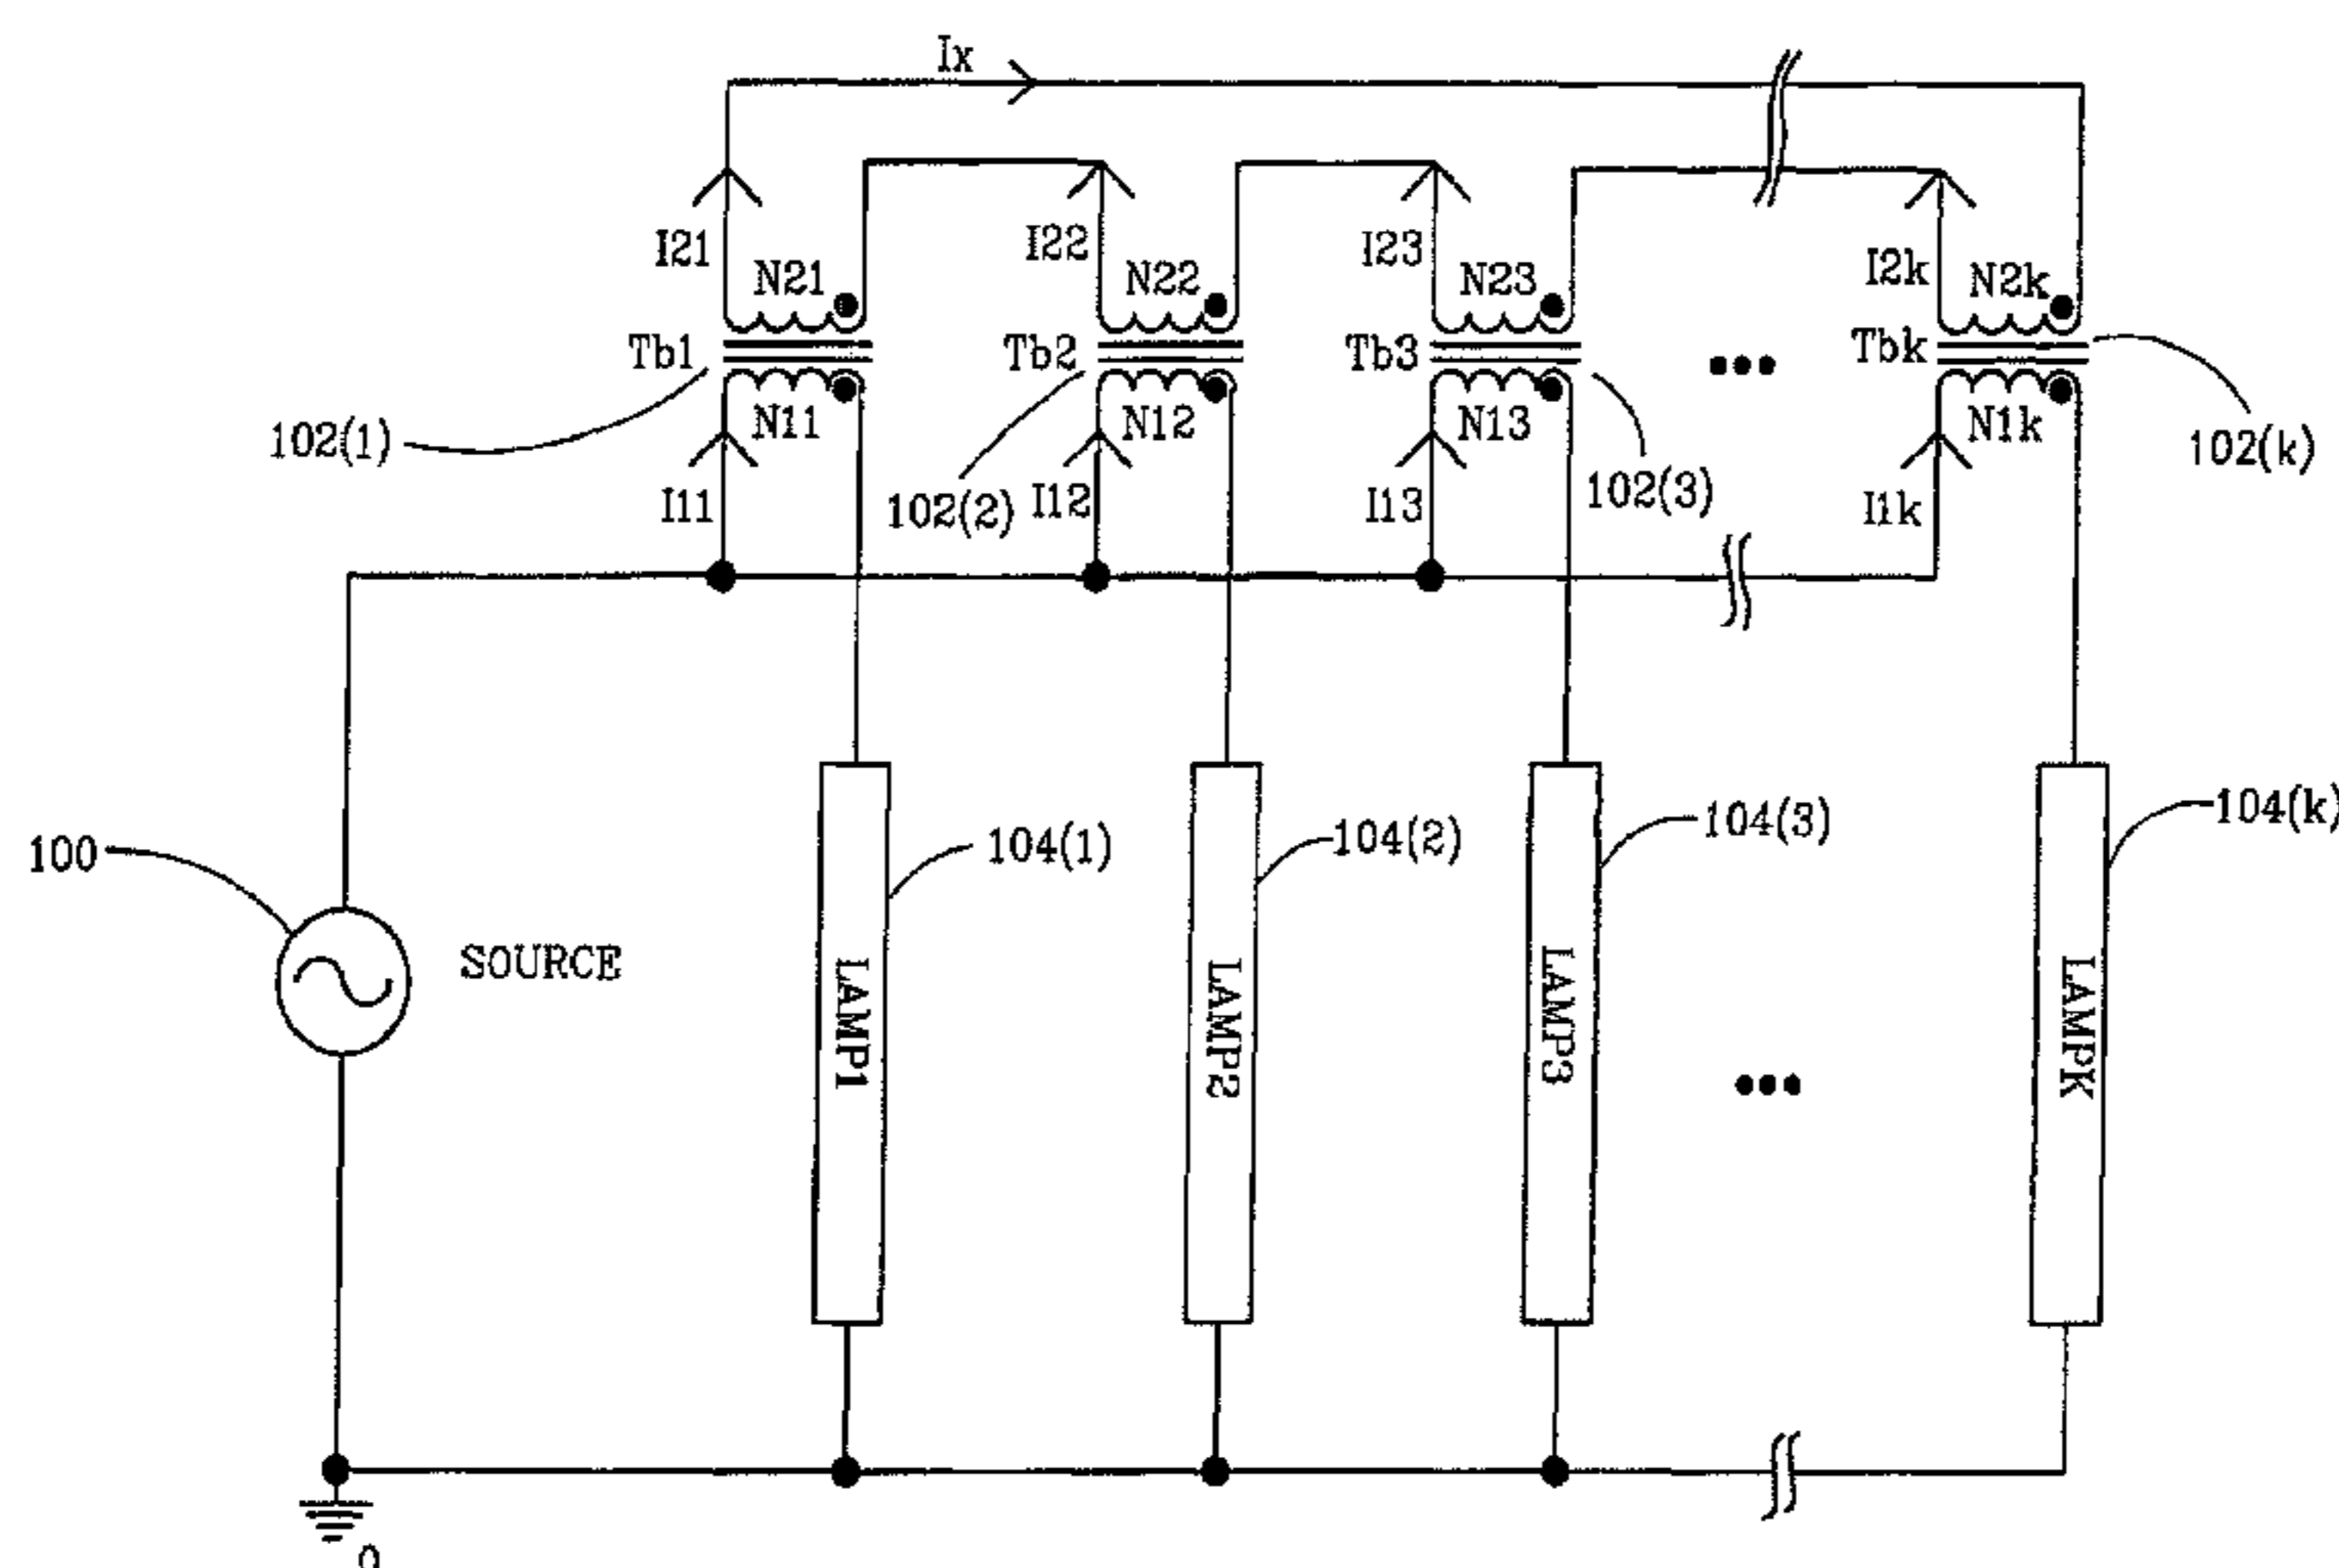 Ix
I21
I22
I23
I2k
N21
N22
N23
N2k
Tb1
Tb2
Tb3
Tbk
N11
N12
N13
N1k
102(1)
102(2)
102(3)
102(k)
I11
I12
I13
I1k
100
SOURCE
104(1)
104(2)
104(3)
104(k)
LAMP1
LAMP2
LAMP3
LAMPK
0